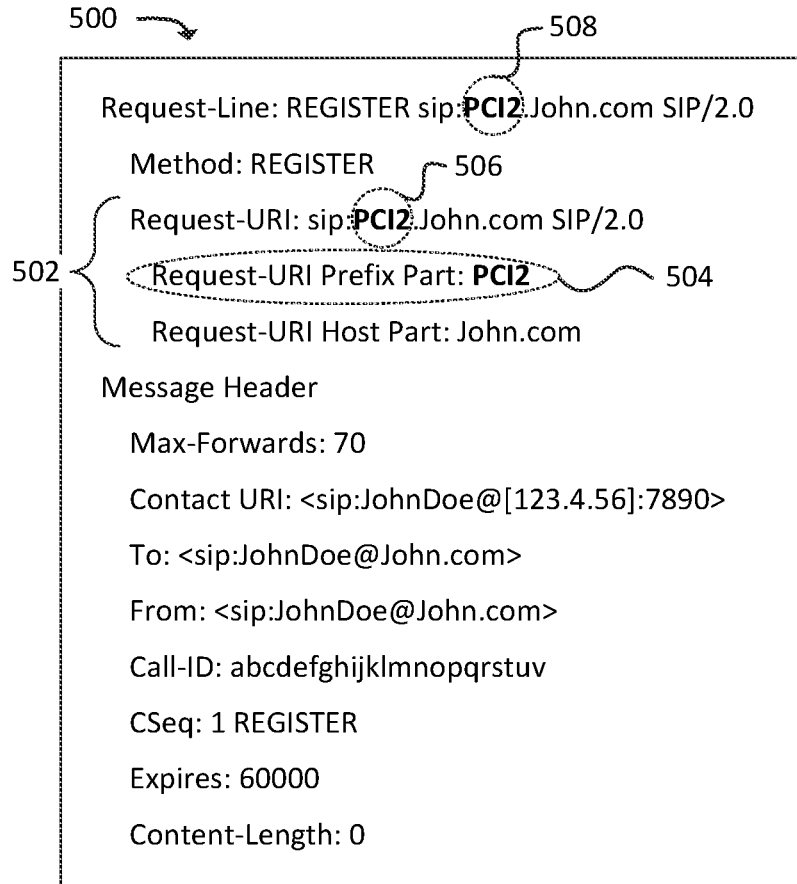 500
508
Request-Line: REGISTER sip:PCI2.John.com SIP/2.0
Method: REGISTER
506
Request-URI: sip:PCI2.John.com SIP/2.0
502
Request-URI Prefix Part: PCI2
504
Request-URI Host Part: John.com
Message Header
Max-Forwards: 70
Contact URI: <sip:JohnDoe@[123.4.56]:7890>
To: <sip:JohnDoe@John.com>
From: <sip:JohnDoe@John.com>
Call-ID: abcdefghijklmnopqrstuv
CSeq: 1 REGISTER
Expires: 60000
Content-Length: 0